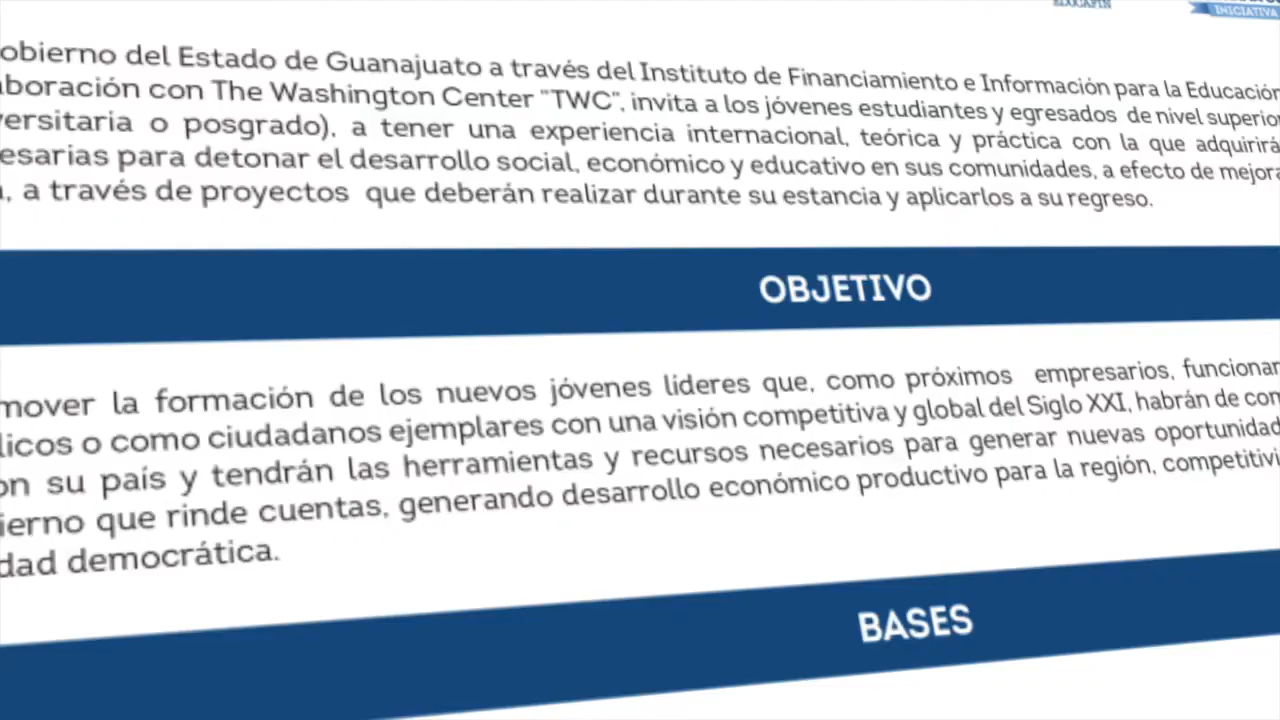 EDUCAFIN
INICIATIVA
obierno del Estado de Guanajuato a través del Instituto de Financiamiento e Información para la Educación
aboración con The Washington Center "TWC", invita a los jóvenes estudiantes y egresados de nivel superior
versitaria o posgrado), a tener una experiencia internacional, teórica y práctica con la que adquirirá
esarias para detonar el desarrollo social, económico y educativo en sus comunidades, a efecto de mejora
, a través de proyectos que deberán realizar durante su estancia y aplicarlos a su regreso.
OBJETIVO
mover la formación de los nuevos jóvenes líderes que, como próximos empresarios, funcionar
licos o como ciudadanos ejemplares con una visión competitiva y global del Siglo XXI, habrán de con
on su país y tendrán las herramientas y recursos necesarios para generar nuevas oportunidad
ierno que rinde cuentas, generando desarrollo económico productivo para la región, competitivi
dad democrática.
BASES